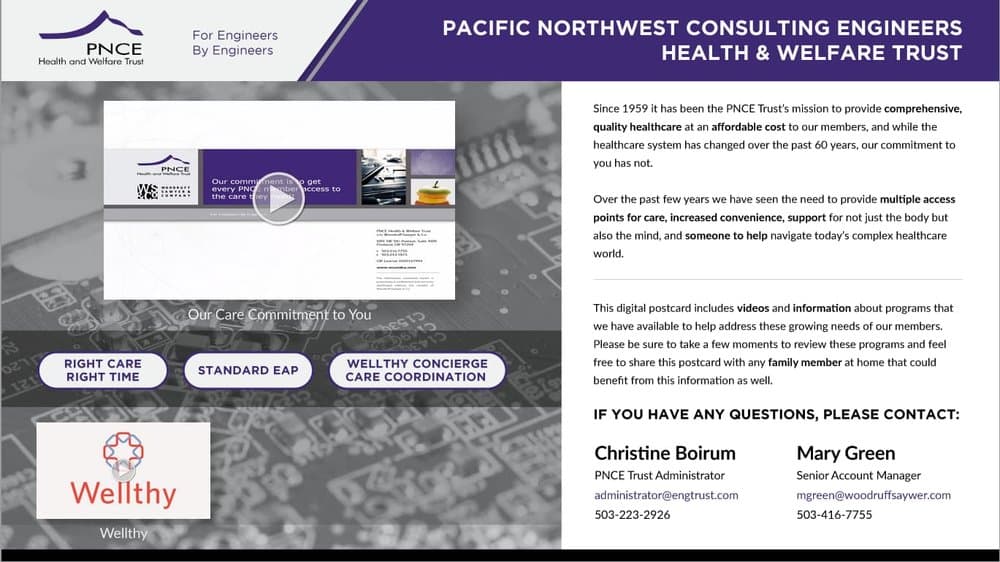 PNCE
Health and Welfare Trust
For Engineers
By Engineers
PACIFIC NORTHWEST CONSULTING ENGINEERS
HEALTH & WELFARE TRUST
PNCE
Health and Welfare Trust
WOODRUFF
SAWYER &
COMPANY
Our commitment is to get
every PNCE member access to
the care they need
Our Care Commitment to You
RIGHT CARE
RIGHT TIME
STANDARD EAP
WELLTHY CONCIERGE
CARE COORDINATION
Wellthy
Wellthy
Since 1959 it has been the PNCE Trust's mission to provide comprehensive,
quality healthcare at an affordable cost to our members, and while the
healthcare system has changed over the past 60 years, our commitment to
you has not.
Over the past few years we have seen the need to provide multiple access
points for care, increased convenience, support for not just the body but
also the mind, and someone to help navigate today's complex healthcare
world.
This digital postcard includes videos and information about programs that
we have available to help address these growing needs of our members.
Please be sure to take a few moments to review these programs and feel
free to share this postcard with any family member at home that could
benefit from this information as well.
IF YOU HAVE ANY QUESTIONS, PLEASE CONTACT:
Christine Boirum
PNCE Trust Administrator
administrator@engtrust.com
503-223-2926
Mary Green
Senior Account Manager
mgreen@woodruffsaywer.com
503-416-7755